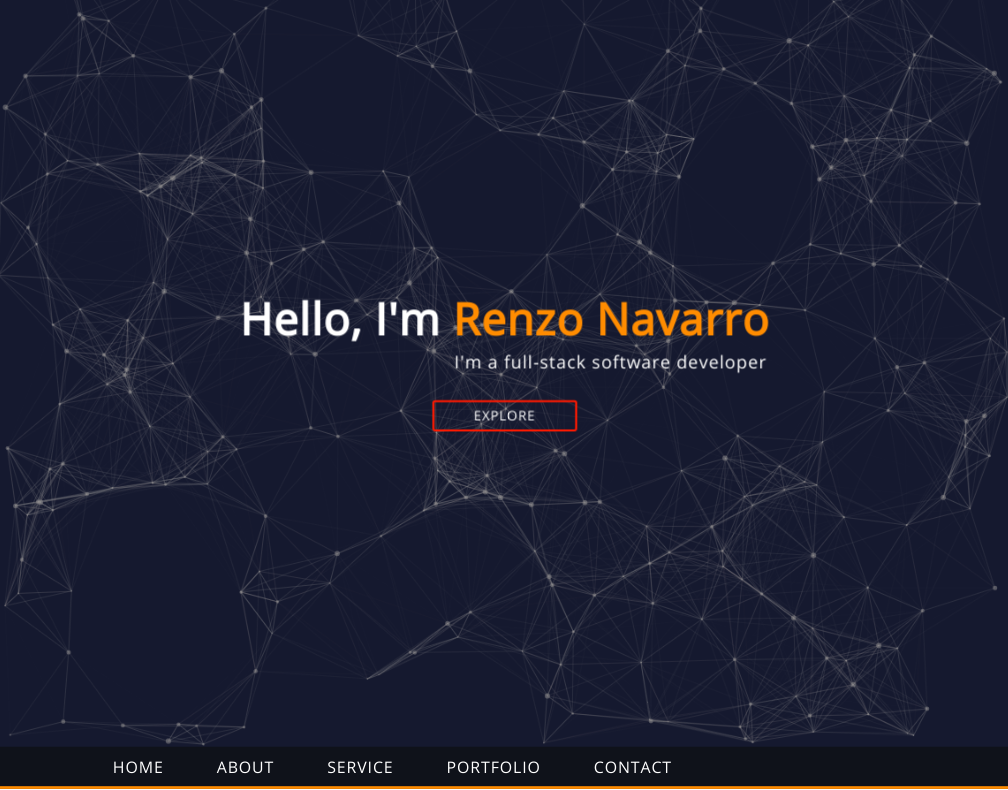 Hello, I'm Renzo Navarro
I'm a full-stack software developer
EXPLORE
HOME ABOUT SERVICE PORTFOLIO CONTACT